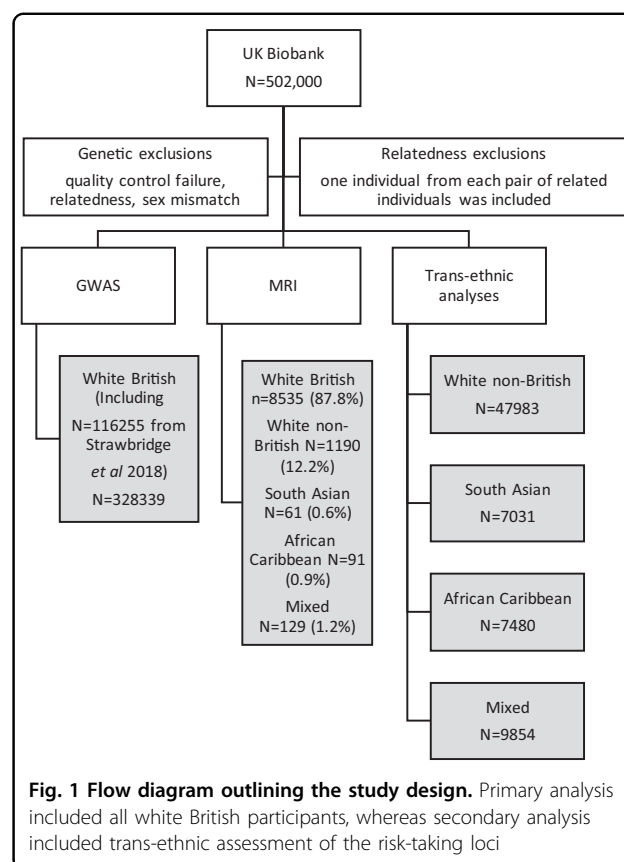 UK Biobank
N=502,000
Genetic exclusions
quality control failure,
relatedness, sex mismatch
Relatedness exclusions
one individual from each pair of related
individuals was included
GWAS
MRI
Trans-ethnic
analyses
White British
(Including
N=116255 from
Strawbridge
et al 2018)
N=328339
White British
n=8535 (87.8%)
White non-
British N=1190
(12.2%)
South Asian
N=61 (0.6%)
African
Caribbean N=91
(0.9%)
Mixed
N=129 (1.2%)
White non-British
N=47983
South Asian
N=7031
African Caribbean
N=7480
Mixed
N=9854
Fig. 1 Flow diagram outlining the study design. Primary analysis
included all white British participants, whereas secondary analysis
included trans-ethnic assessment of the risk-taking loci